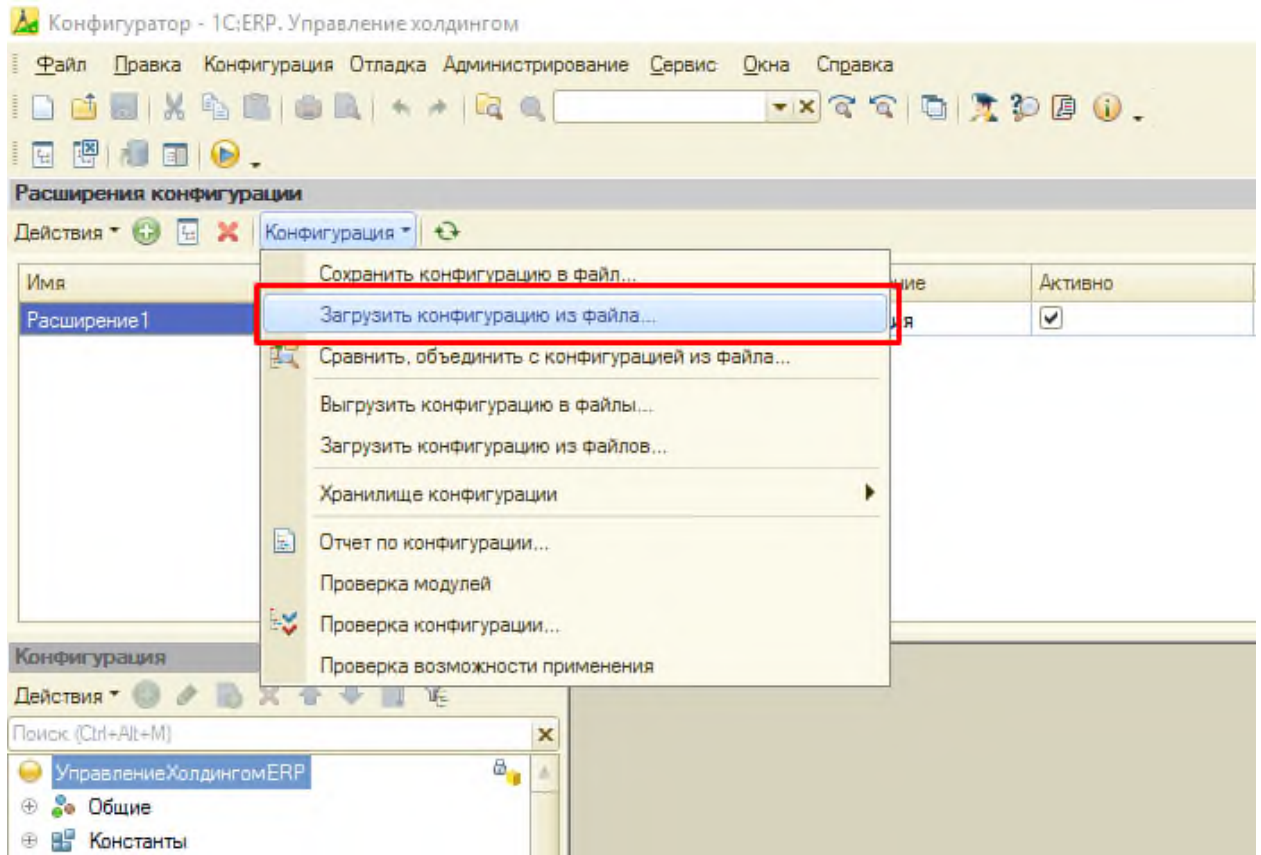 Конфигуратор - 1С:ERP. Управление холдингом
Файл Правка Конфигурация Отладка Администрирование Сервис Окна Справка
Расширения конфигурации
Действия Конфигурация
Имя ние Активно
Сохранить конфигурацию в файл...
Расширение1 я
Загрузить конфигурацию из файла...
Сравнить, объединить с конфигурацией из файла...
Выгрузить конфигурацию в файлы...
Загрузить конфигурацию из файлов...
Хранилище конфигурации
Отчет по конфигурации...
Проверка модулей
Проверка конфигурации...
Проверка возможности применения
Конфигурация
Действия
Поиск (Ctrl+Alt+M)
УправлениеХолдингомERP
Общие
Константы